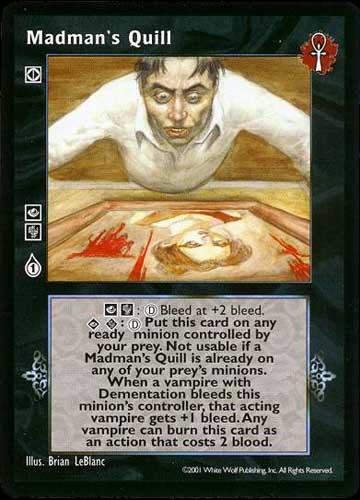 Madman's Quill
1
: D Bleed at +2 bleed.
: D Put this card on any
ready minion controlled by
your prey. Not usable if a
Madman's Quill is already on
any of your prey's minions.
When a vampire with
Dementation bleeds this
minion's controller, that acting
vampire gets +1 bleed. Any
vampire can burn this card as
an action that costs 2 blood.
Illus. Brian LeBlanc
©2001 White Wolf Publishing, Inc. All Rights Reserved.